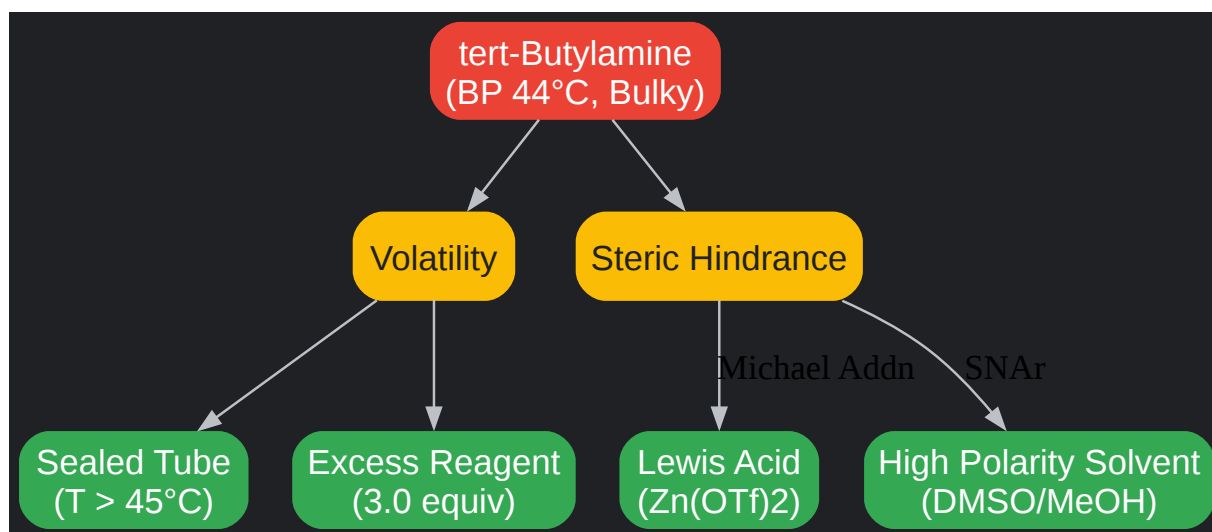 tert-Butylamine
(BP 44°C, Bulky)
Volatility
Steric Hindrance
Michael Addn
SNAr
Sealed Tube
(T > 45°C)
Excess Reagent
(3.0 equiv)
Lewis Acid
(Zn(OTf)2)
High Polarity Solvent
(DMSO/MeOH)